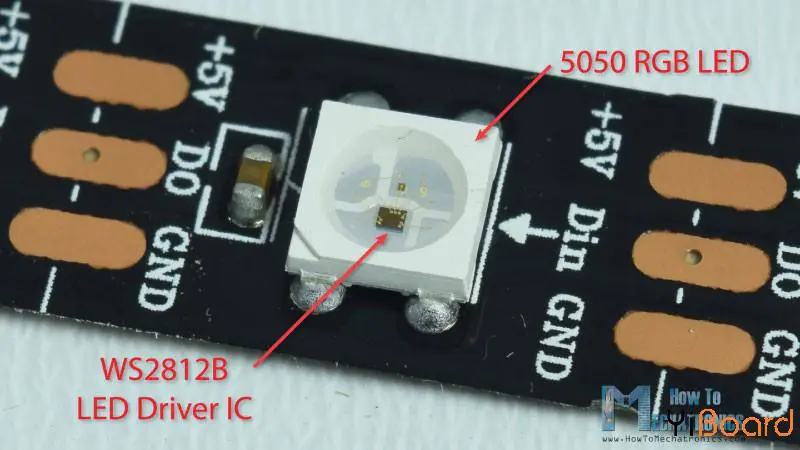 5050 RGB LED
+5V
+5V
DO
GND
+5V
Din
GND
DO
GND
WS2812B
LED Driver IC
How To
Mechatronics
www.HowToMechatronics.com
YiBoard